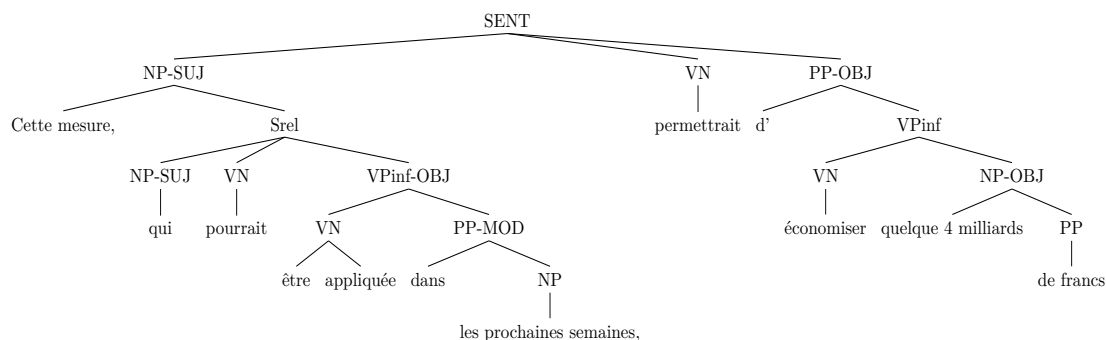 SENT
NP-SUJ VN PP-OBJ
Cette mesure, Srel permettrait d' VPinf
NP-SUJ VN VPinf-OBJ VN NP-OBJ
qui pourrait VN PP-MOD économiser quelque 4 milliards PP
être appliquée dans NP de francs
les prochaines semaines,